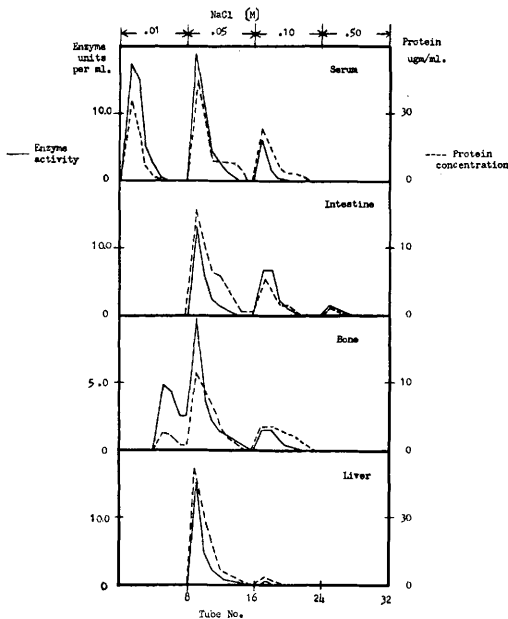 NaCl (M)
.01 .05 .10 .50
Enzyme
units
per ml.
Protein
ugm/ml.
Serum
10.0
30
Enzyme
activity
Protein
concentration
0
0
Intestine
10.0
10
0
0
Bone
5.0
10
0
0
Liver
10.0
30
0
0
8 16 24 32
Tube No.